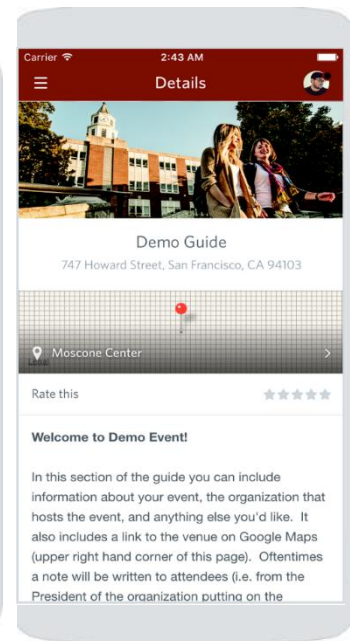 Carrier 2:43 AM
Details
Demo Guide
747 Howard Street, San Francisco, CA 94103
Moscone Center
Rate this
Welcome to Demo Event!
In this section of the guide you can include
information about your event, the organization that
hosts the event, and anything else you'd like. It
also includes a link to the venue on Google Maps
(upper right hand corner of this page). Oftentimes
a note will be written to attendees (i.e. from the
President of the organization putting on the